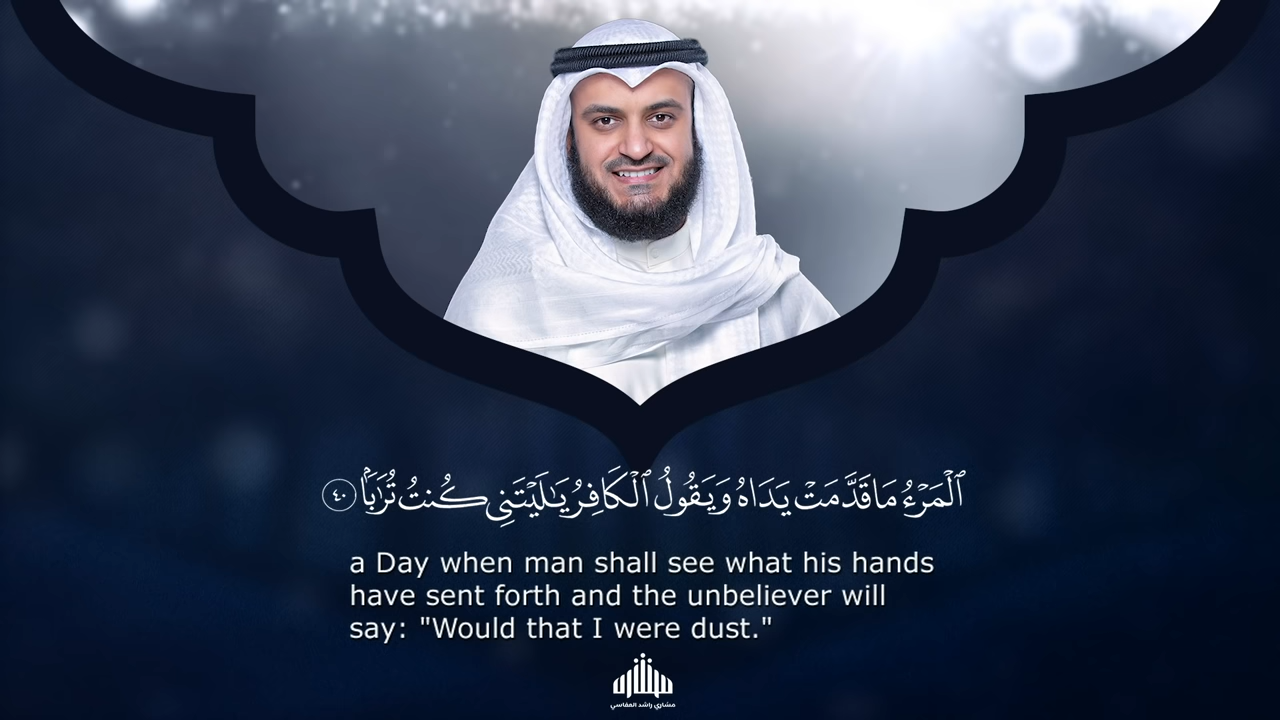 ٱلْمَرْءُ مَا قَدَّمَتْ يَدَاهُ وَيَقُولُ ٱلْكَافِرُ يَٰلَيْتَنِي كُنتُ تُرَٰبَۢا ٤٠
a Day when man shall see what his hands
have sent forth and the unbeliever will
say: "Would that I were dust."
مشاري راشد العفاسي